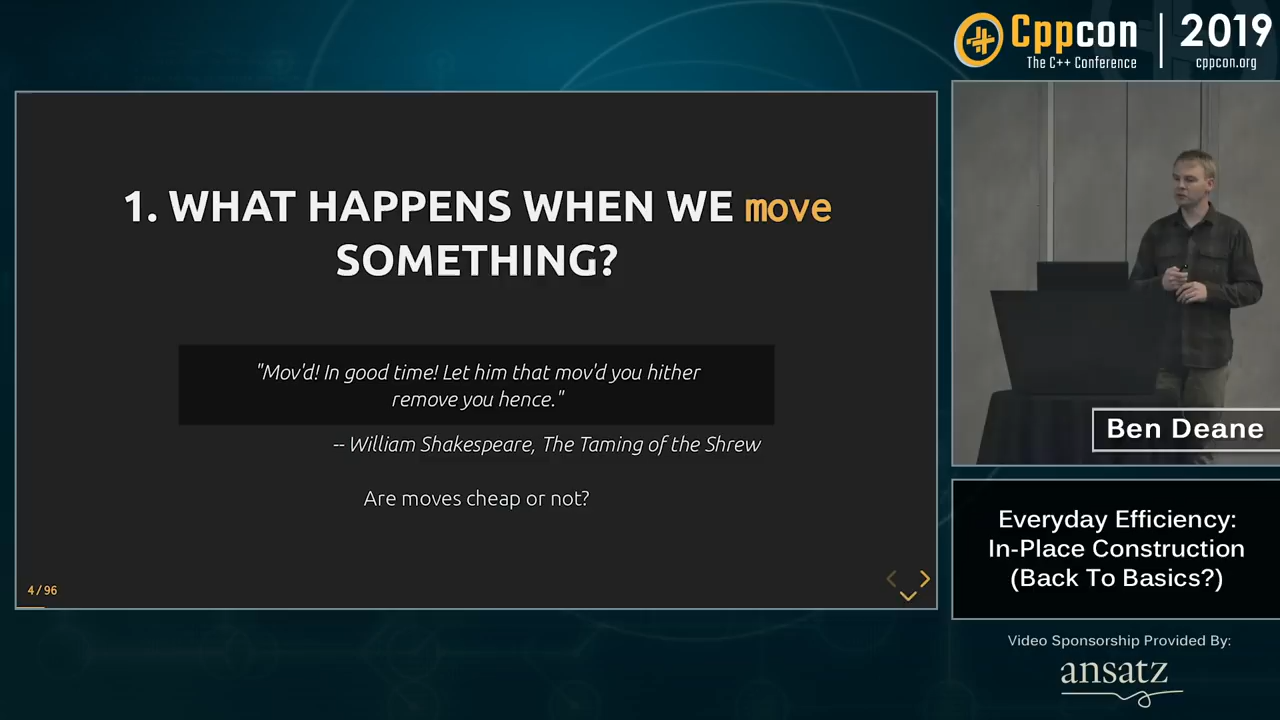 Cppcon
The C++ Conference
2019
cppcon.org
1. WHAT HAPPENS WHEN WE move
SOMETHING?
"Mov'd! In good time! Let him that mov'd you hither
remove you hence."
-- William Shakespeare, The Taming of the Shrew
Are moves cheap or not?
4/96
Ben Deane
Everyday Efficiency:
In-Place Construction
(Back To Basics?)
Video Sponsorship Provided By:
ansatz